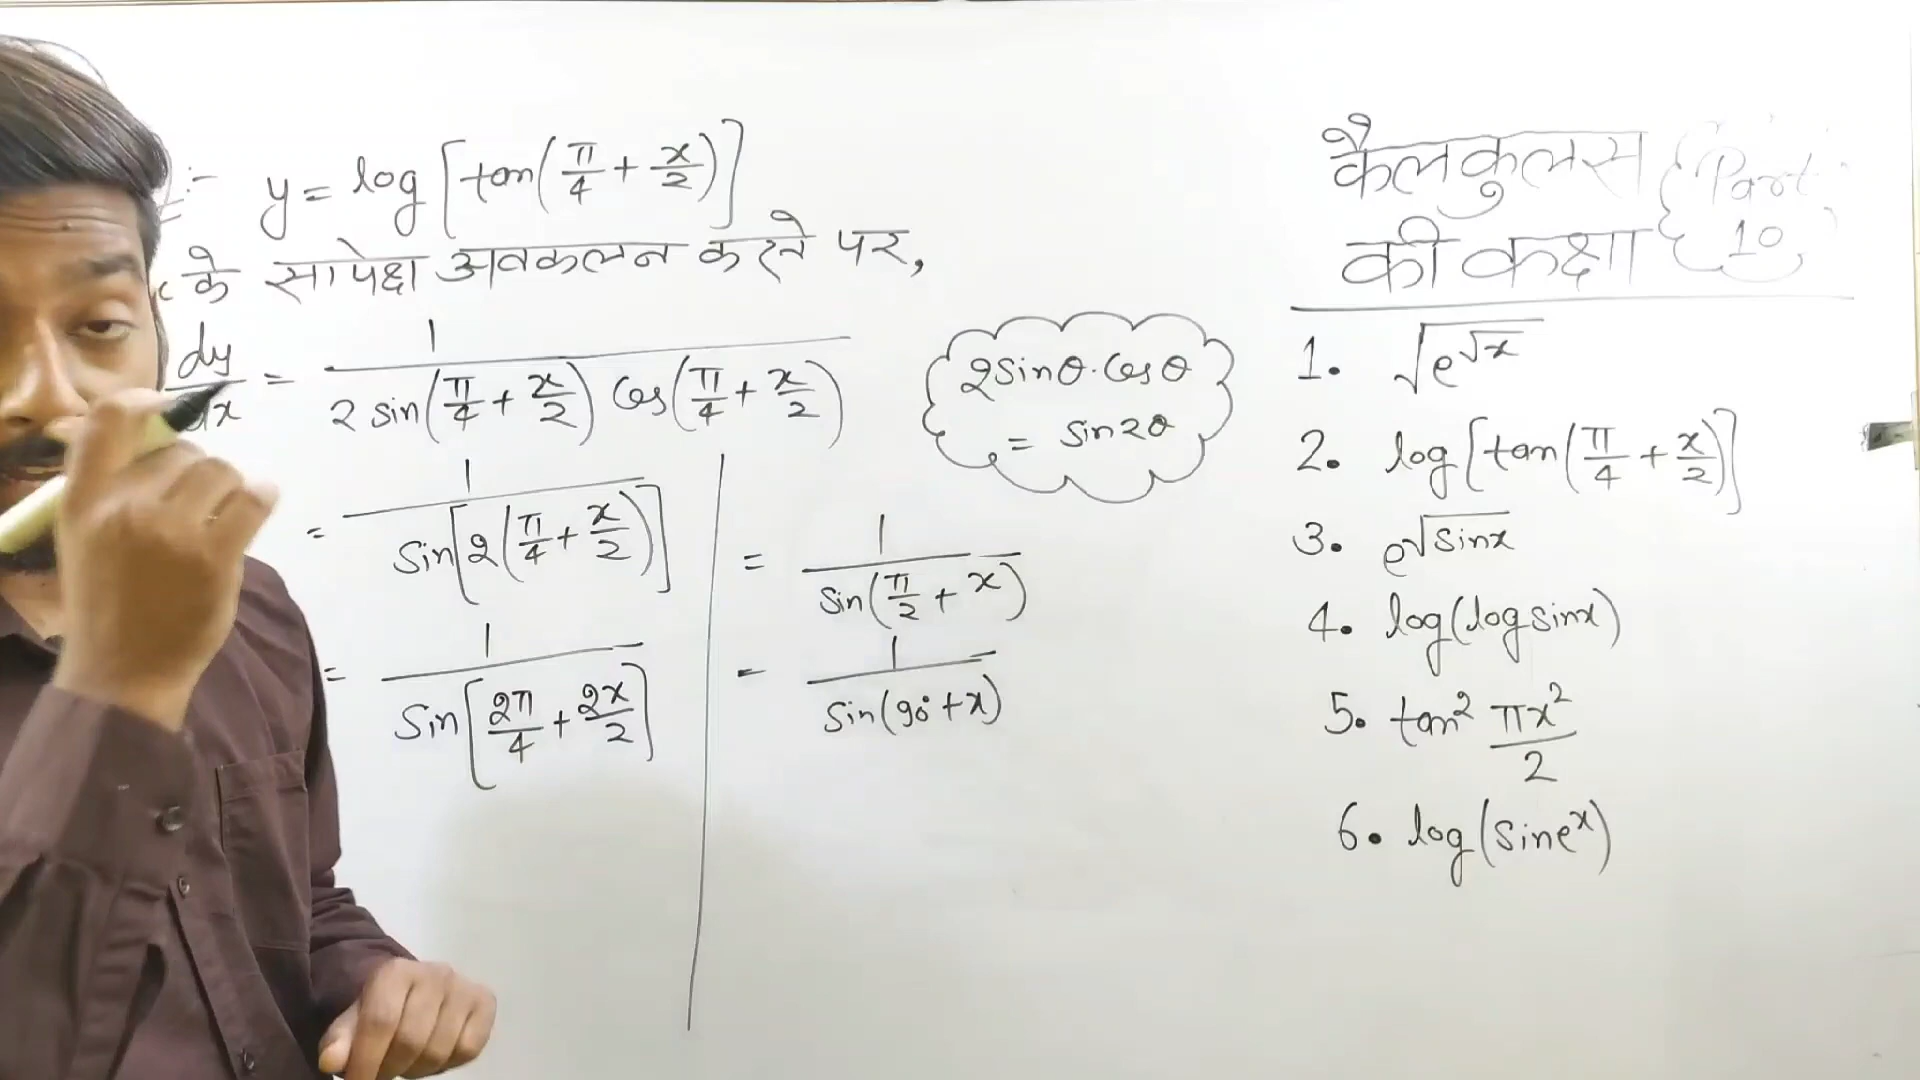 y = log [tan(π/4 + x/2)]
के सापेक्ष अवकलन करने पर,
dy/dx = 1/(2 sin(π/4 + x/2) Cos(π/4 + x/2))
= 1/(Sin[2(π/4 + x/2)])
= 1/(Sin[2π/4 + 2x/2])
= 1/(Sin(π/2 + x))
= 1/(Sin(90° + x))
2Sinθ.Cosθ
= Sin2θ
कैलकुलस
की कक्षा
Part
10
1. √(e^√x)
2. log[tan(π/4 + x/2)]
3. e^√(Sinx)
4. log(logSinx)
5. tan² πx²/2
6. log(Sine^x)